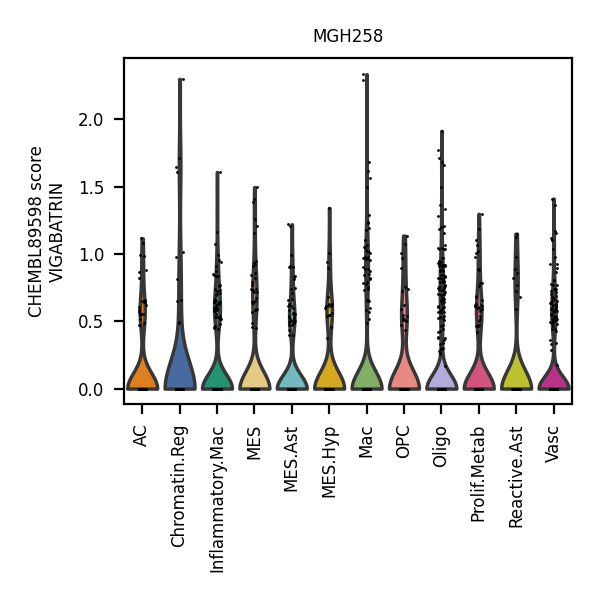 MGH258
CHEMBL89598 score
VIGABATRIN
2.0
1.5
1.0
0.5
0.0
AC
Chromatin.Reg
Inflammatory.Mac
MES
MES.Ast
MES.Hyp
Mac
OPC
Oligo
Prolif.Metab
Reactive.Ast
Vasc